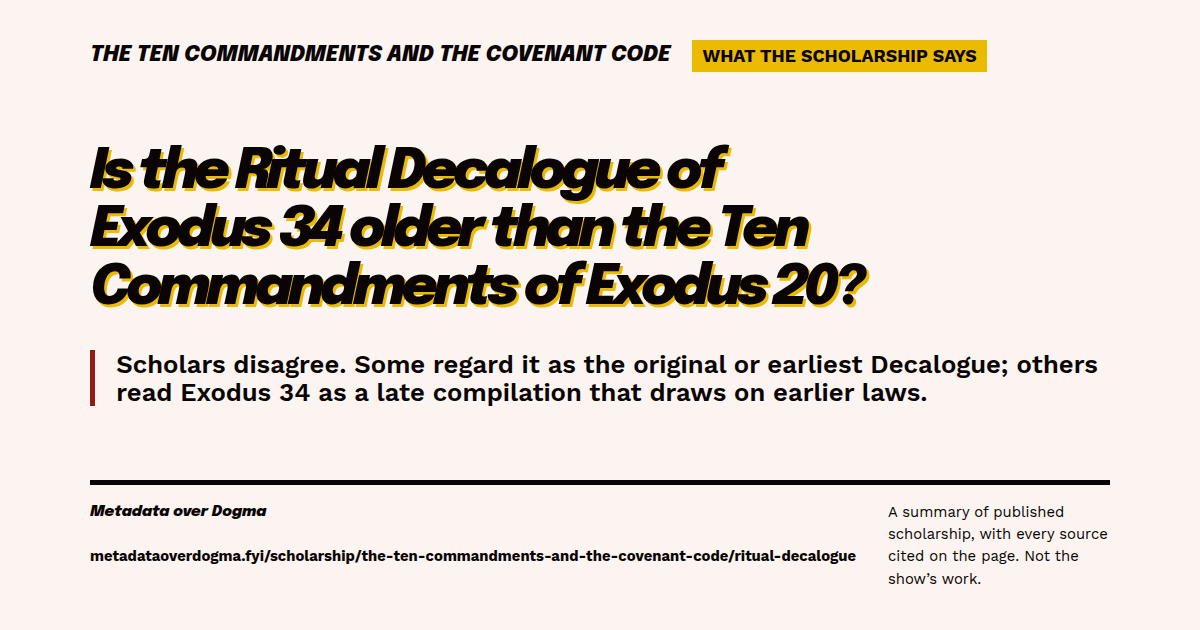 THE TEN COMMANDMENTS AND THE COVENANT CODE
WHAT THE SCHOLARSHIP SAYS
Is the Ritual Decalogue of
Exodus 34 older than the Ten
Commandments of Exodus 20?
Scholars disagree. Some regard it as the original or earliest Decalogue; others
read Exodus 34 as a late compilation that draws on earlier laws.
Metadata over Dogma
metadataoverdogma.fyi/scholarship/the-ten-commandments-and-the-covenant-code/ritual-decalogue
A summary of published
scholarship, with every source
cited on the page. Not the
show’s work.